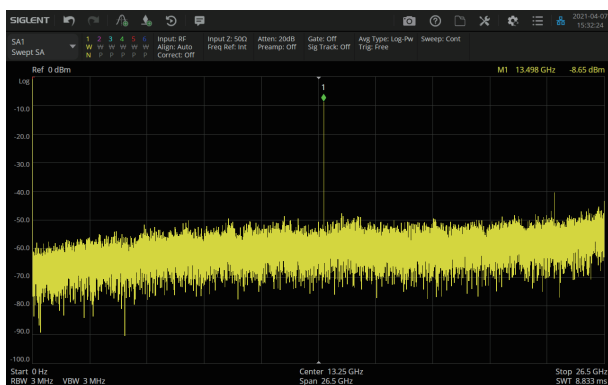 SIGLENT
2021-04-07
15:32:24
SA1
Swept SA
1 2 3 4 5 6
W W W W W W
N P P P P P
Input: RF
Align: Auto
Correct: Off
Input Z: 50Ω
Freq Ref: Int
Atten: 20dB
Preamp: Off
Gate: Off
Sig Track: Off
Avg Type: Log-Pw
Trig: Free
Sweep: Cont
Ref 0 dBm
M1 13.498 GHz -8.65 dBm
Log
1
-10.0
-20.0
-30.0
-40.0
-50.0
-60.0
-70.0
-80.0
-90.0
-100.0
Start 0 Hz
Center 13.25 GHz
Stop 26.5 GHz
RBW 3 MHz VBW 3 MHz
Span 26.5 GHz
SWT 8.833 ms